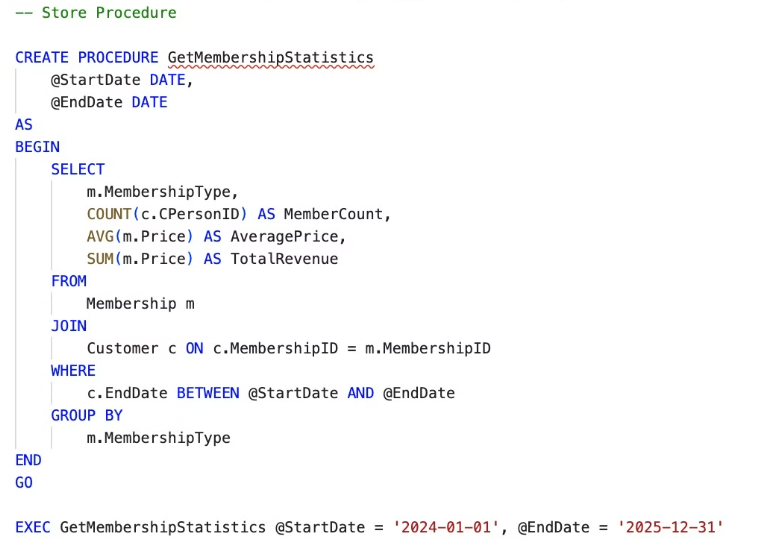 -- Store Procedure
CREATE PROCEDURE GetMembershipStatistics
@StartDate DATE,
@EndDate DATE
AS
BEGIN
SELECT
m.MembershipType,
COUNT(c.CPersonID) AS MemberCount,
AVG(m.Price) AS AveragePrice,
SUM(m.Price) AS TotalRevenue
FROM
Membership m
JOIN
Customer c ON c.MembershipID = m.MembershipID
WHERE
c.EndDate BETWEEN @StartDate AND @EndDate
GROUP BY
m.MembershipType
END
GO
EXEC GetMembershipStatistics @StartDate = '2024-01-01', @EndDate = '2025-12-31'